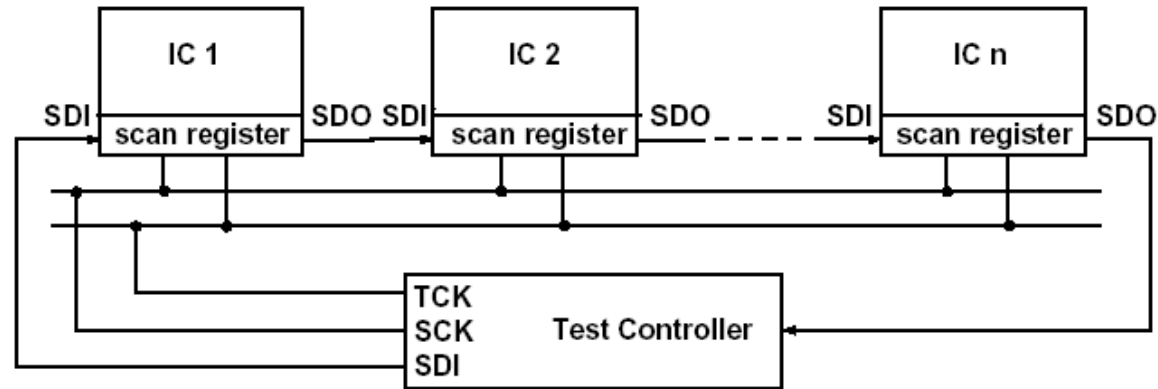 IC 1
IC 2
IC n
SDI
SDO
SDI
SDO
SDI
SDO
scan register
scan register
scan register
TCK
SCK
Test Controller
SDI